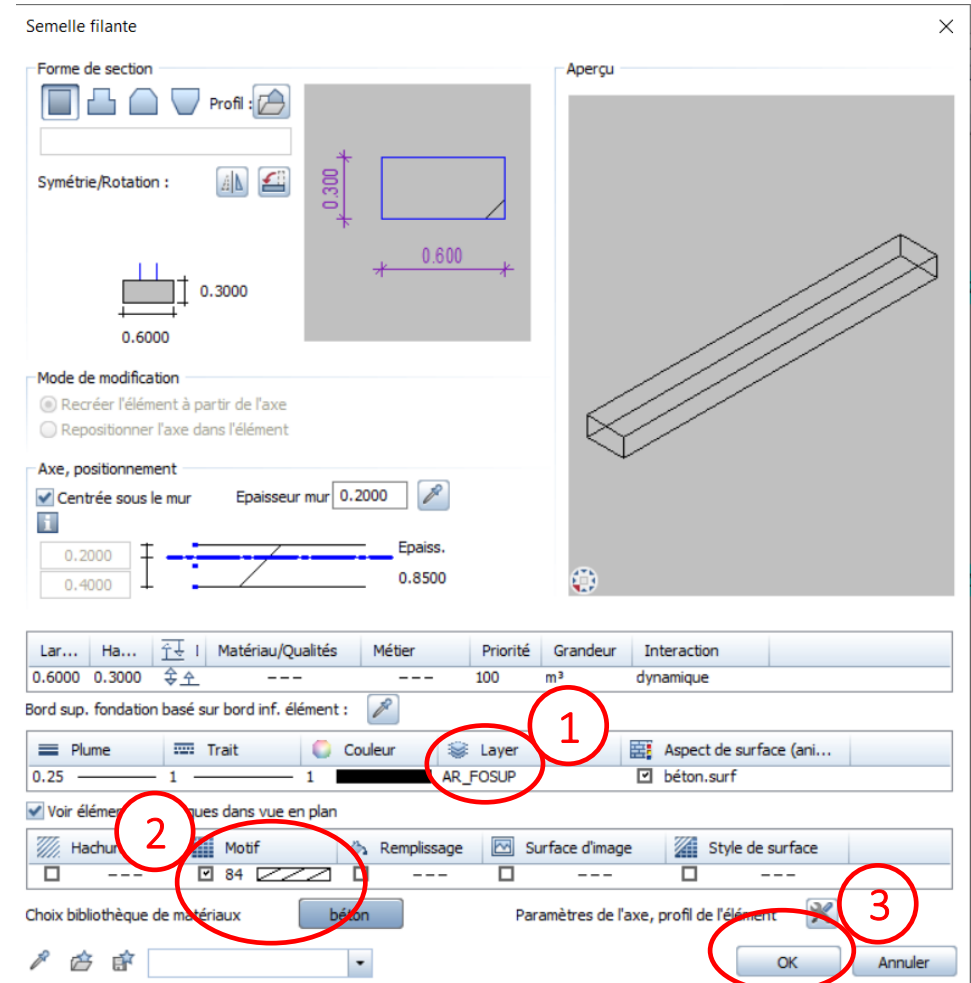 Semelle filante
Forme de section
Profil :
Symétrie/Rotation :
0.300
0.600
0.3000
0.6000
Aperçu
Mode de modification
Recréer l'élément à partir de l'axe
Repositionner l'axe dans l'élément
Axe, positionnement
Centrée sous le mur Epaisseur mur 0.2000
0.2000
0.4000
Epaiss.
0.8500
Lar... Ha... Matériau/Qualités Métier Priorité Grandeur Interaction
0.6000 0.3000 --- --- 100 m³ dynamique
Bord sup. fondation basé sur bord inf. élément :
1
Plume Trait Couleur Layer Aspect de surface (ani...
0.25 1 1 AR_FOSUP béton.surf
Voir dans vue en plan
2
Motif Remplissage Surface d'image Style de surface
--- 84 --- --- ---
Choix bibliothèque de matériaux béton Paramètres de l'axe, profil de l'élément
3
OK Annuler